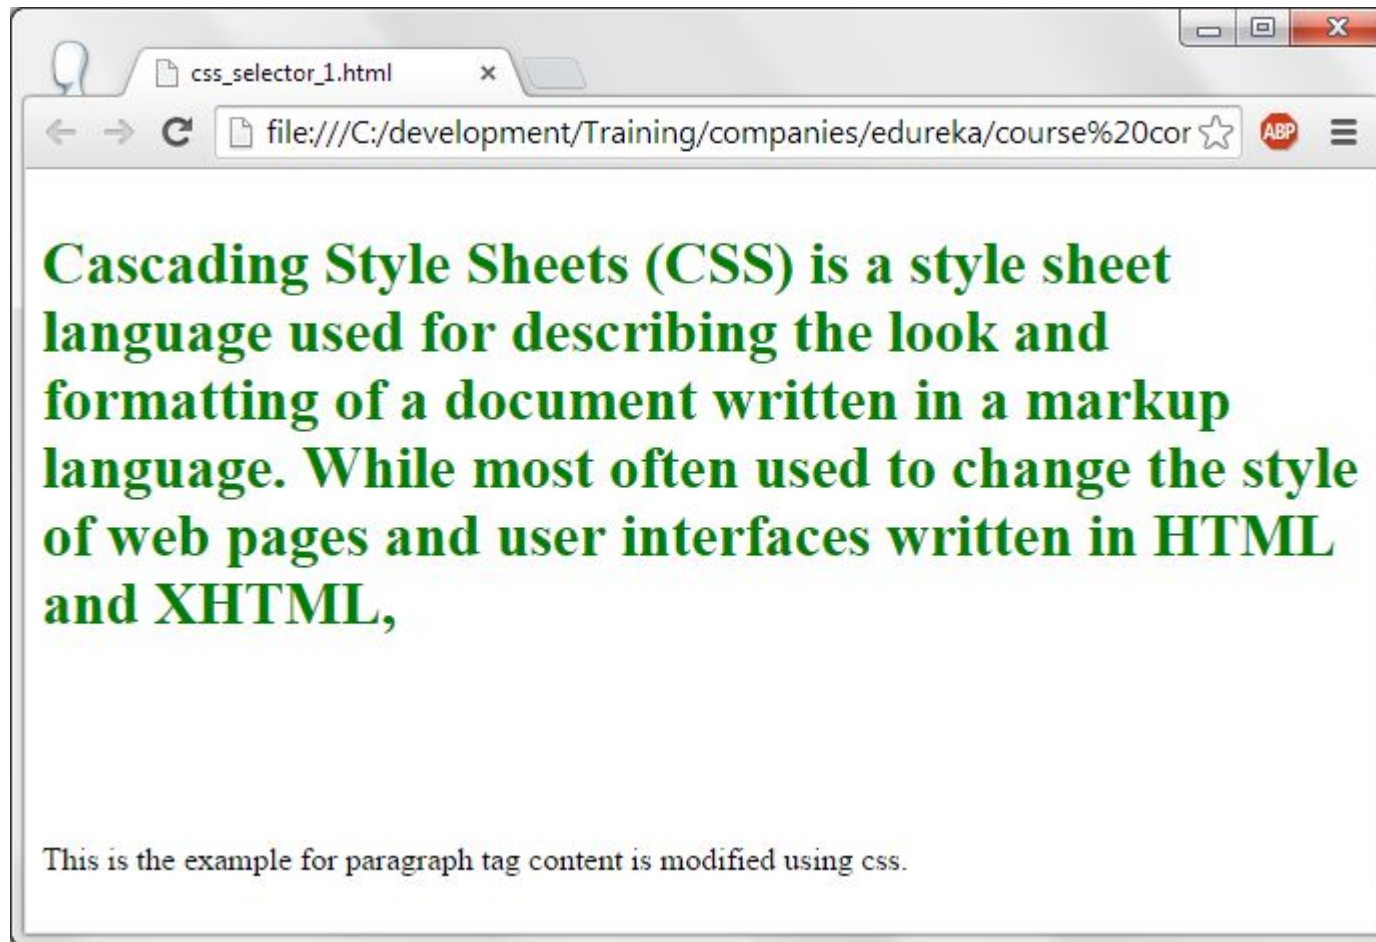 css_selector_1.html
file:///C:/development/Training/companies/edureka/course%20cor
ABP
Cascading Style Sheets (CSS) is a style sheet
language used for describing the look and
formatting of a document written in a markup
language. While most often used to change the style
of web pages and user interfaces written in HTML
and XHTML,
This is the example for paragraph tag content is modified using css.